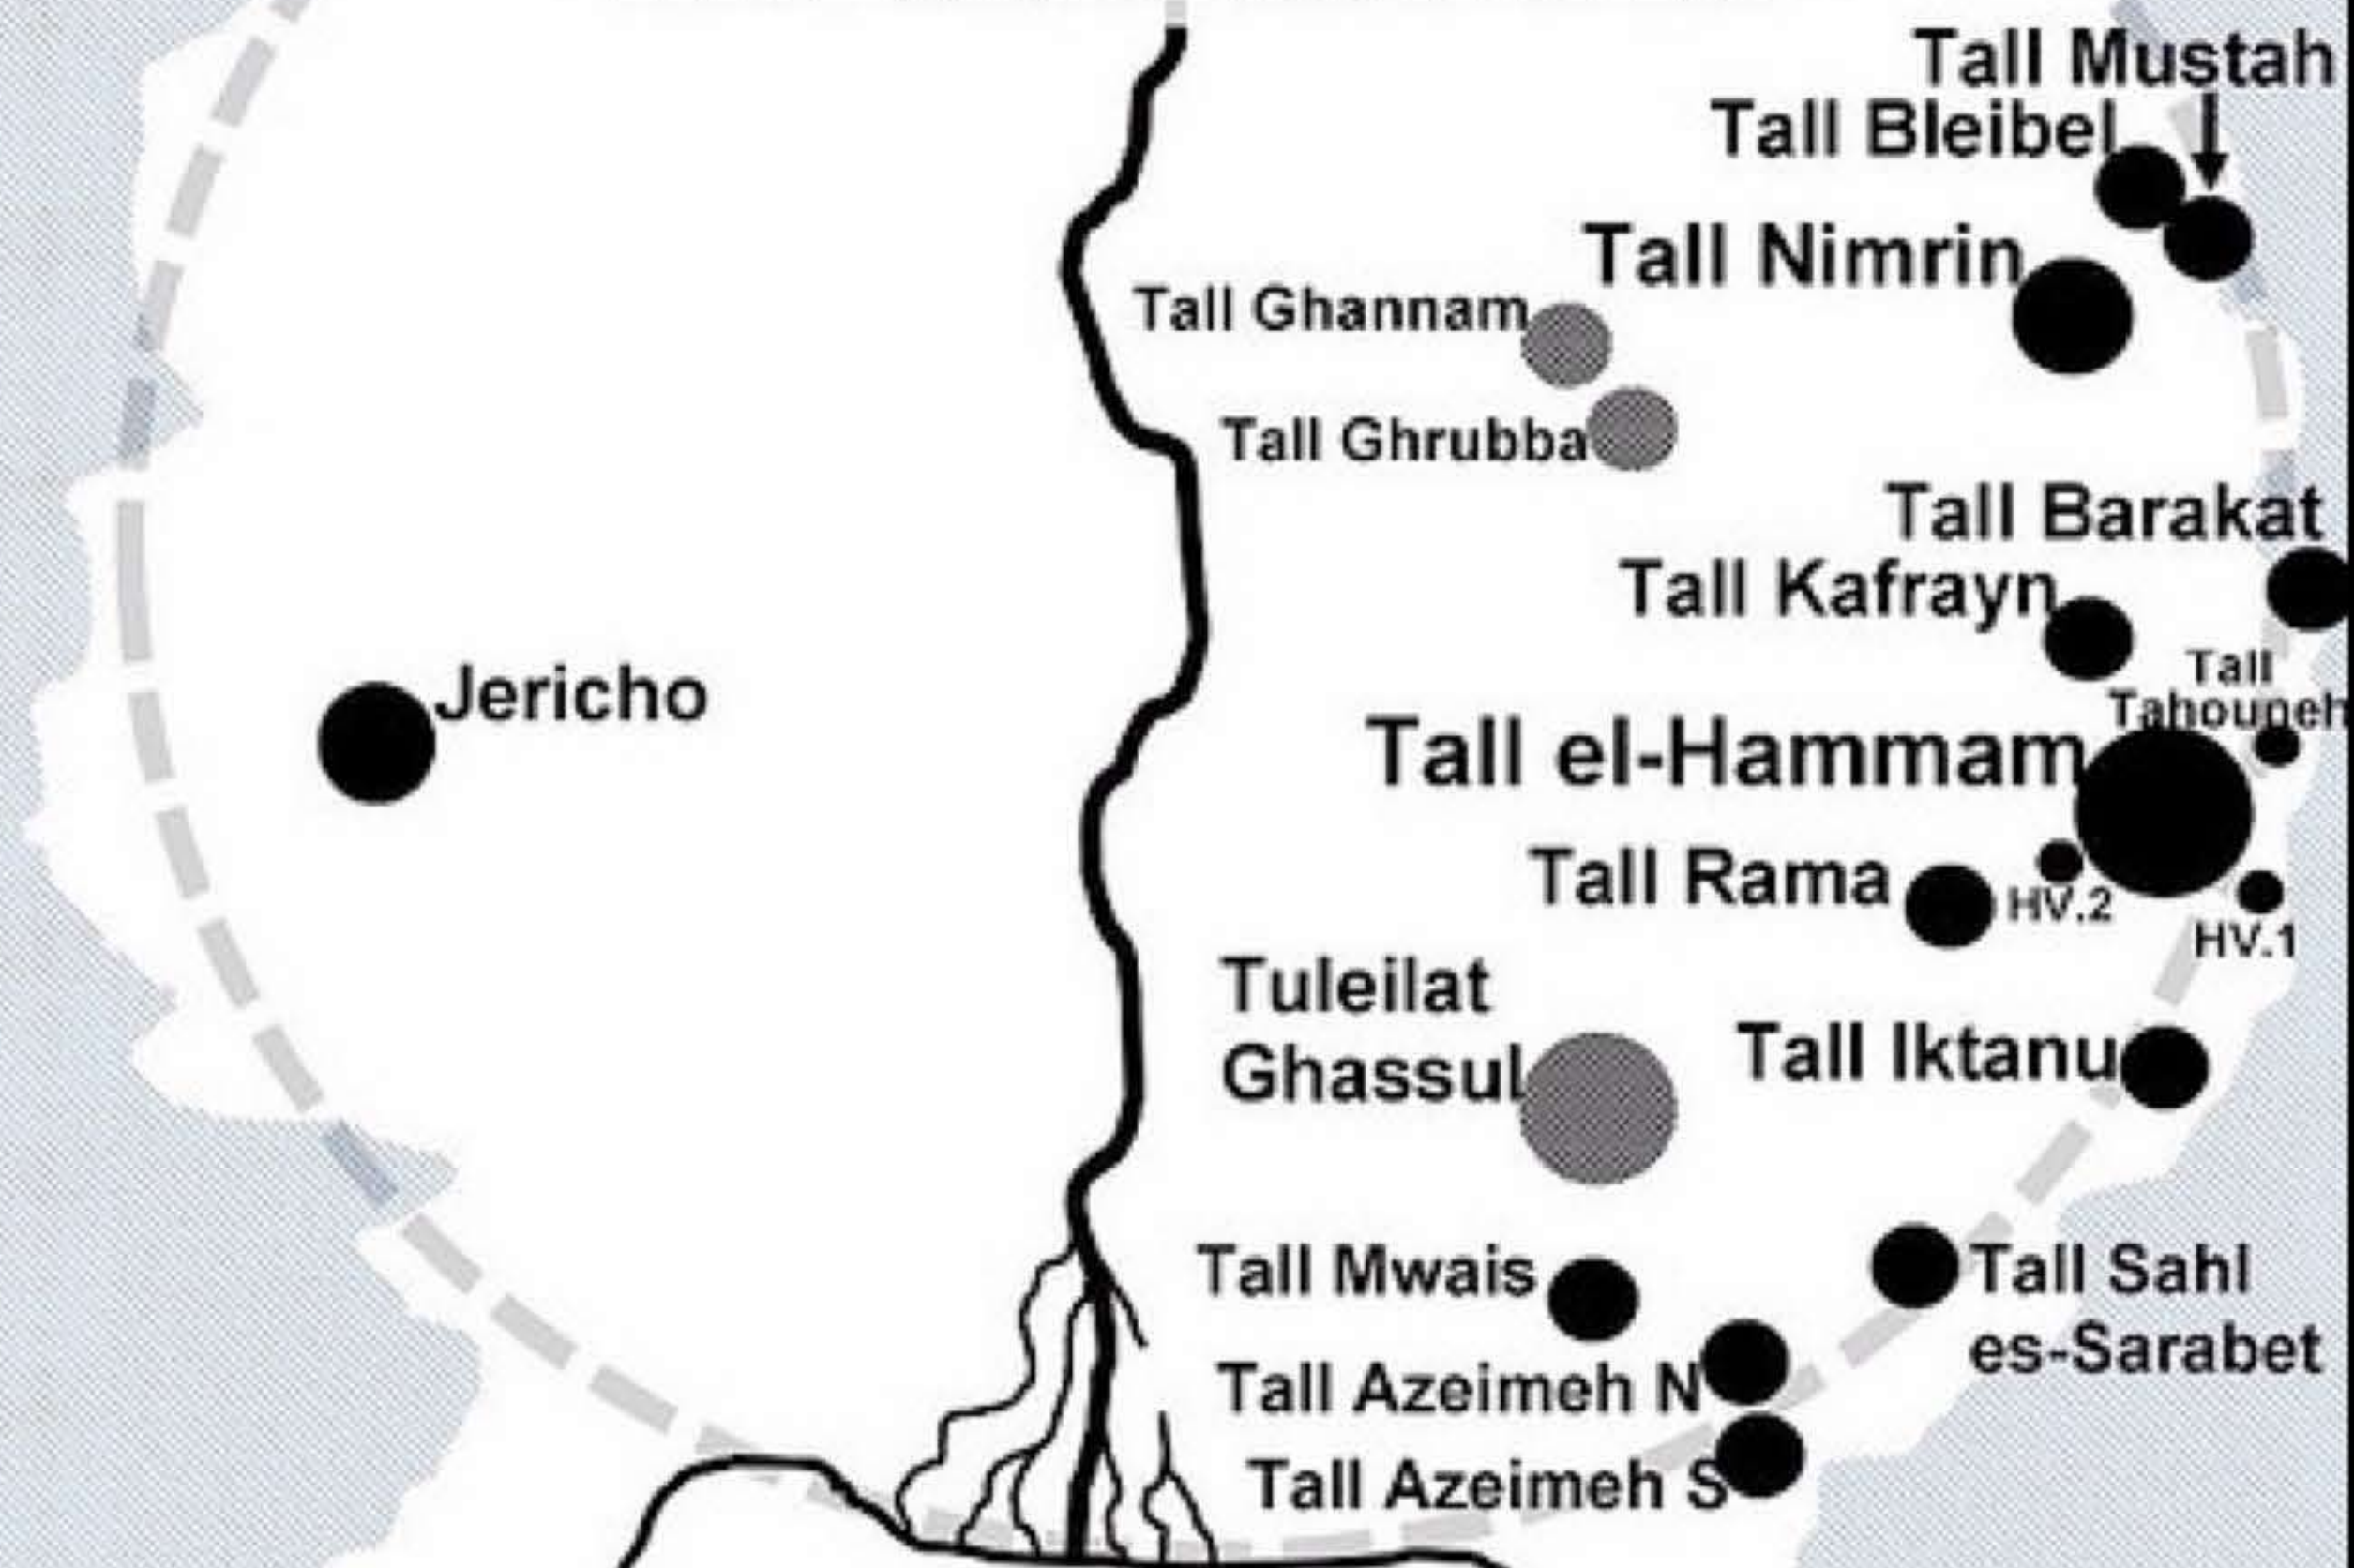 Tall Mustah
Tall Bleibel
Tall Nimrin
Tall Ghannam
Tall Ghrubba
Tall Barakat
Tall Kafrayn
Tall
Tahouneh
Jericho
Tall el-Hammam
Tall Rama
HV.2
HV.1
Tuleilat
Ghassul
Tall Iktanu
Tall Mwais
Tall Sahl
es-Sarabet
Tall Azeimeh N
Tall Azeimeh S